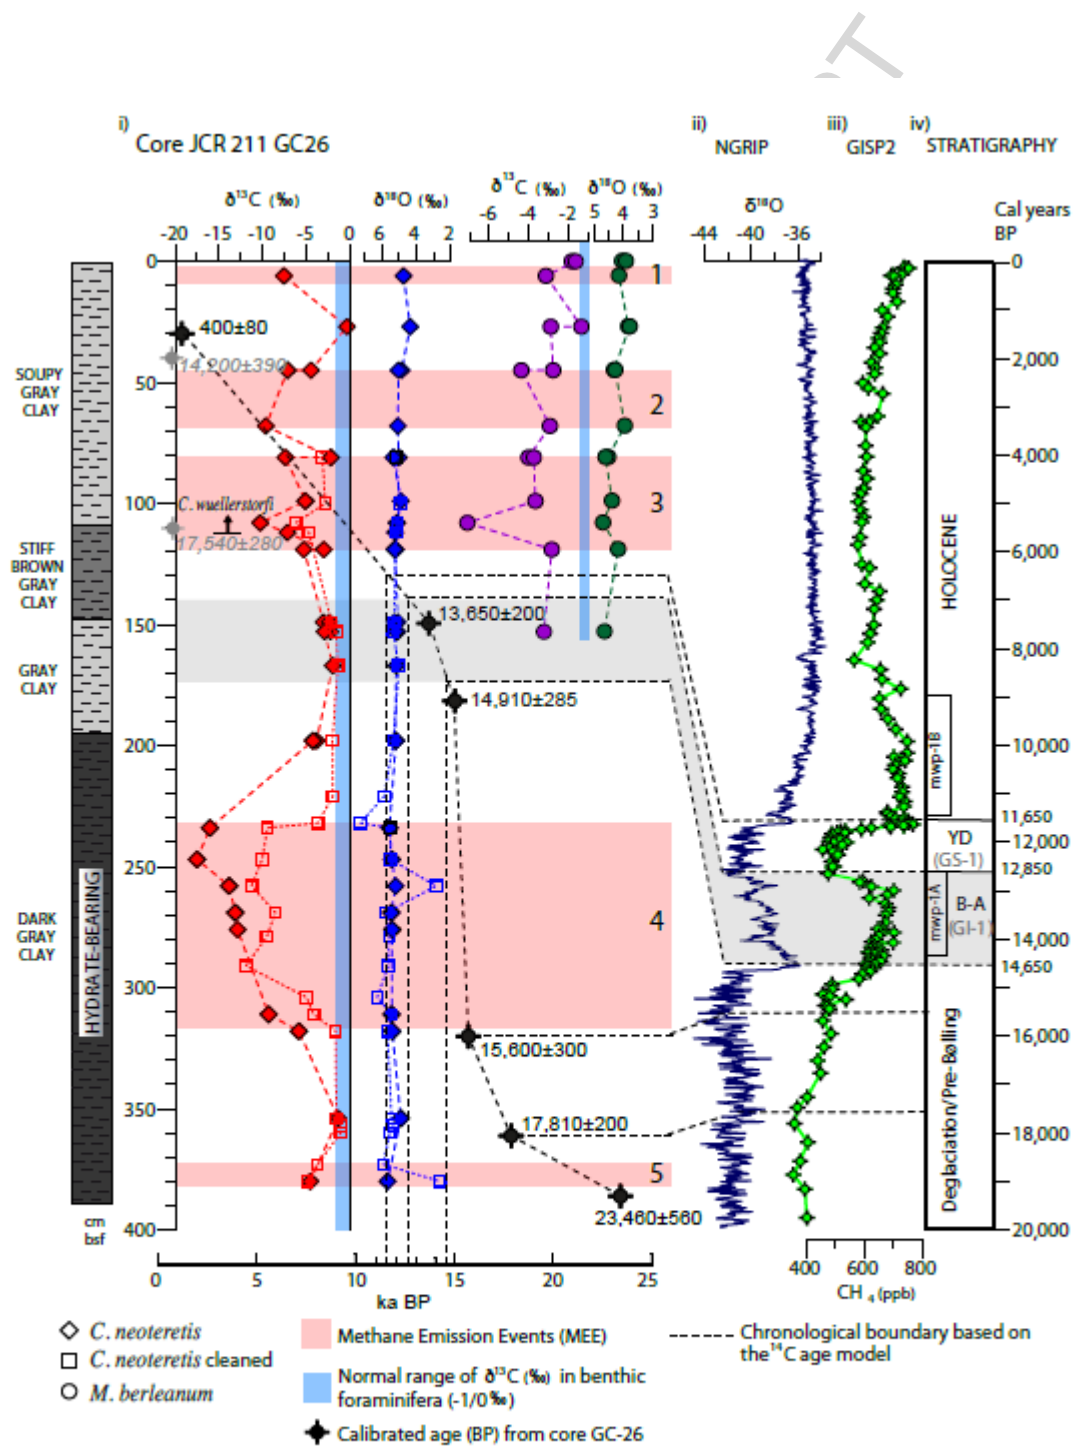 i)
Core JCR 211 GC26
ii)
NGRIP
iii)
GISP2
iv)
STRATIGRAPHY
δ13C (‰)
δ18O (‰)
δ13C (‰)
δ18O (‰)
δ18O
Cal years
BP
-20 -15 -10 -5 0
6 4 2
-6 -4 -2
5 4 3
-44 -40 -36
0
50
100
150
200
250
300
350
400
cm
bsf
SOUPY
GRAY
CLAY
STIFF
BROWN
GRAY
CLAY
GRAY
CLAY
DARK
GRAY
CLAY
HYDRATE-BEARING
400±80
14,200±390
C. wuellerstorfi
17,540±280
13,650±200
14,910±285
15,600±300
17,810±200
23,460±560
1
2
3
4
5
0
2,000
4,000
6,000
8,000
10,000
11,650
12,000
12,850
14,000
14,650
16,000
18,000
20,000
HOLOCENE
mwp-1B
YD
(GS-1)
mwp-1A
B-A
(GI-1)
Deglaciation/Pre-Bølling
0 5 10 15 20 25
ka BP
400 600 800
CH4 (ppb)
C. neoteretis
C. neoteretis cleaned
M. berleanum
Methane Emission Events (MEE)
Normal range of δ13C (‰) in benthic
foraminifera (-1/0‰)
Calibrated age (BP) from core GC-26
Chronological boundary based on
the 14C age model